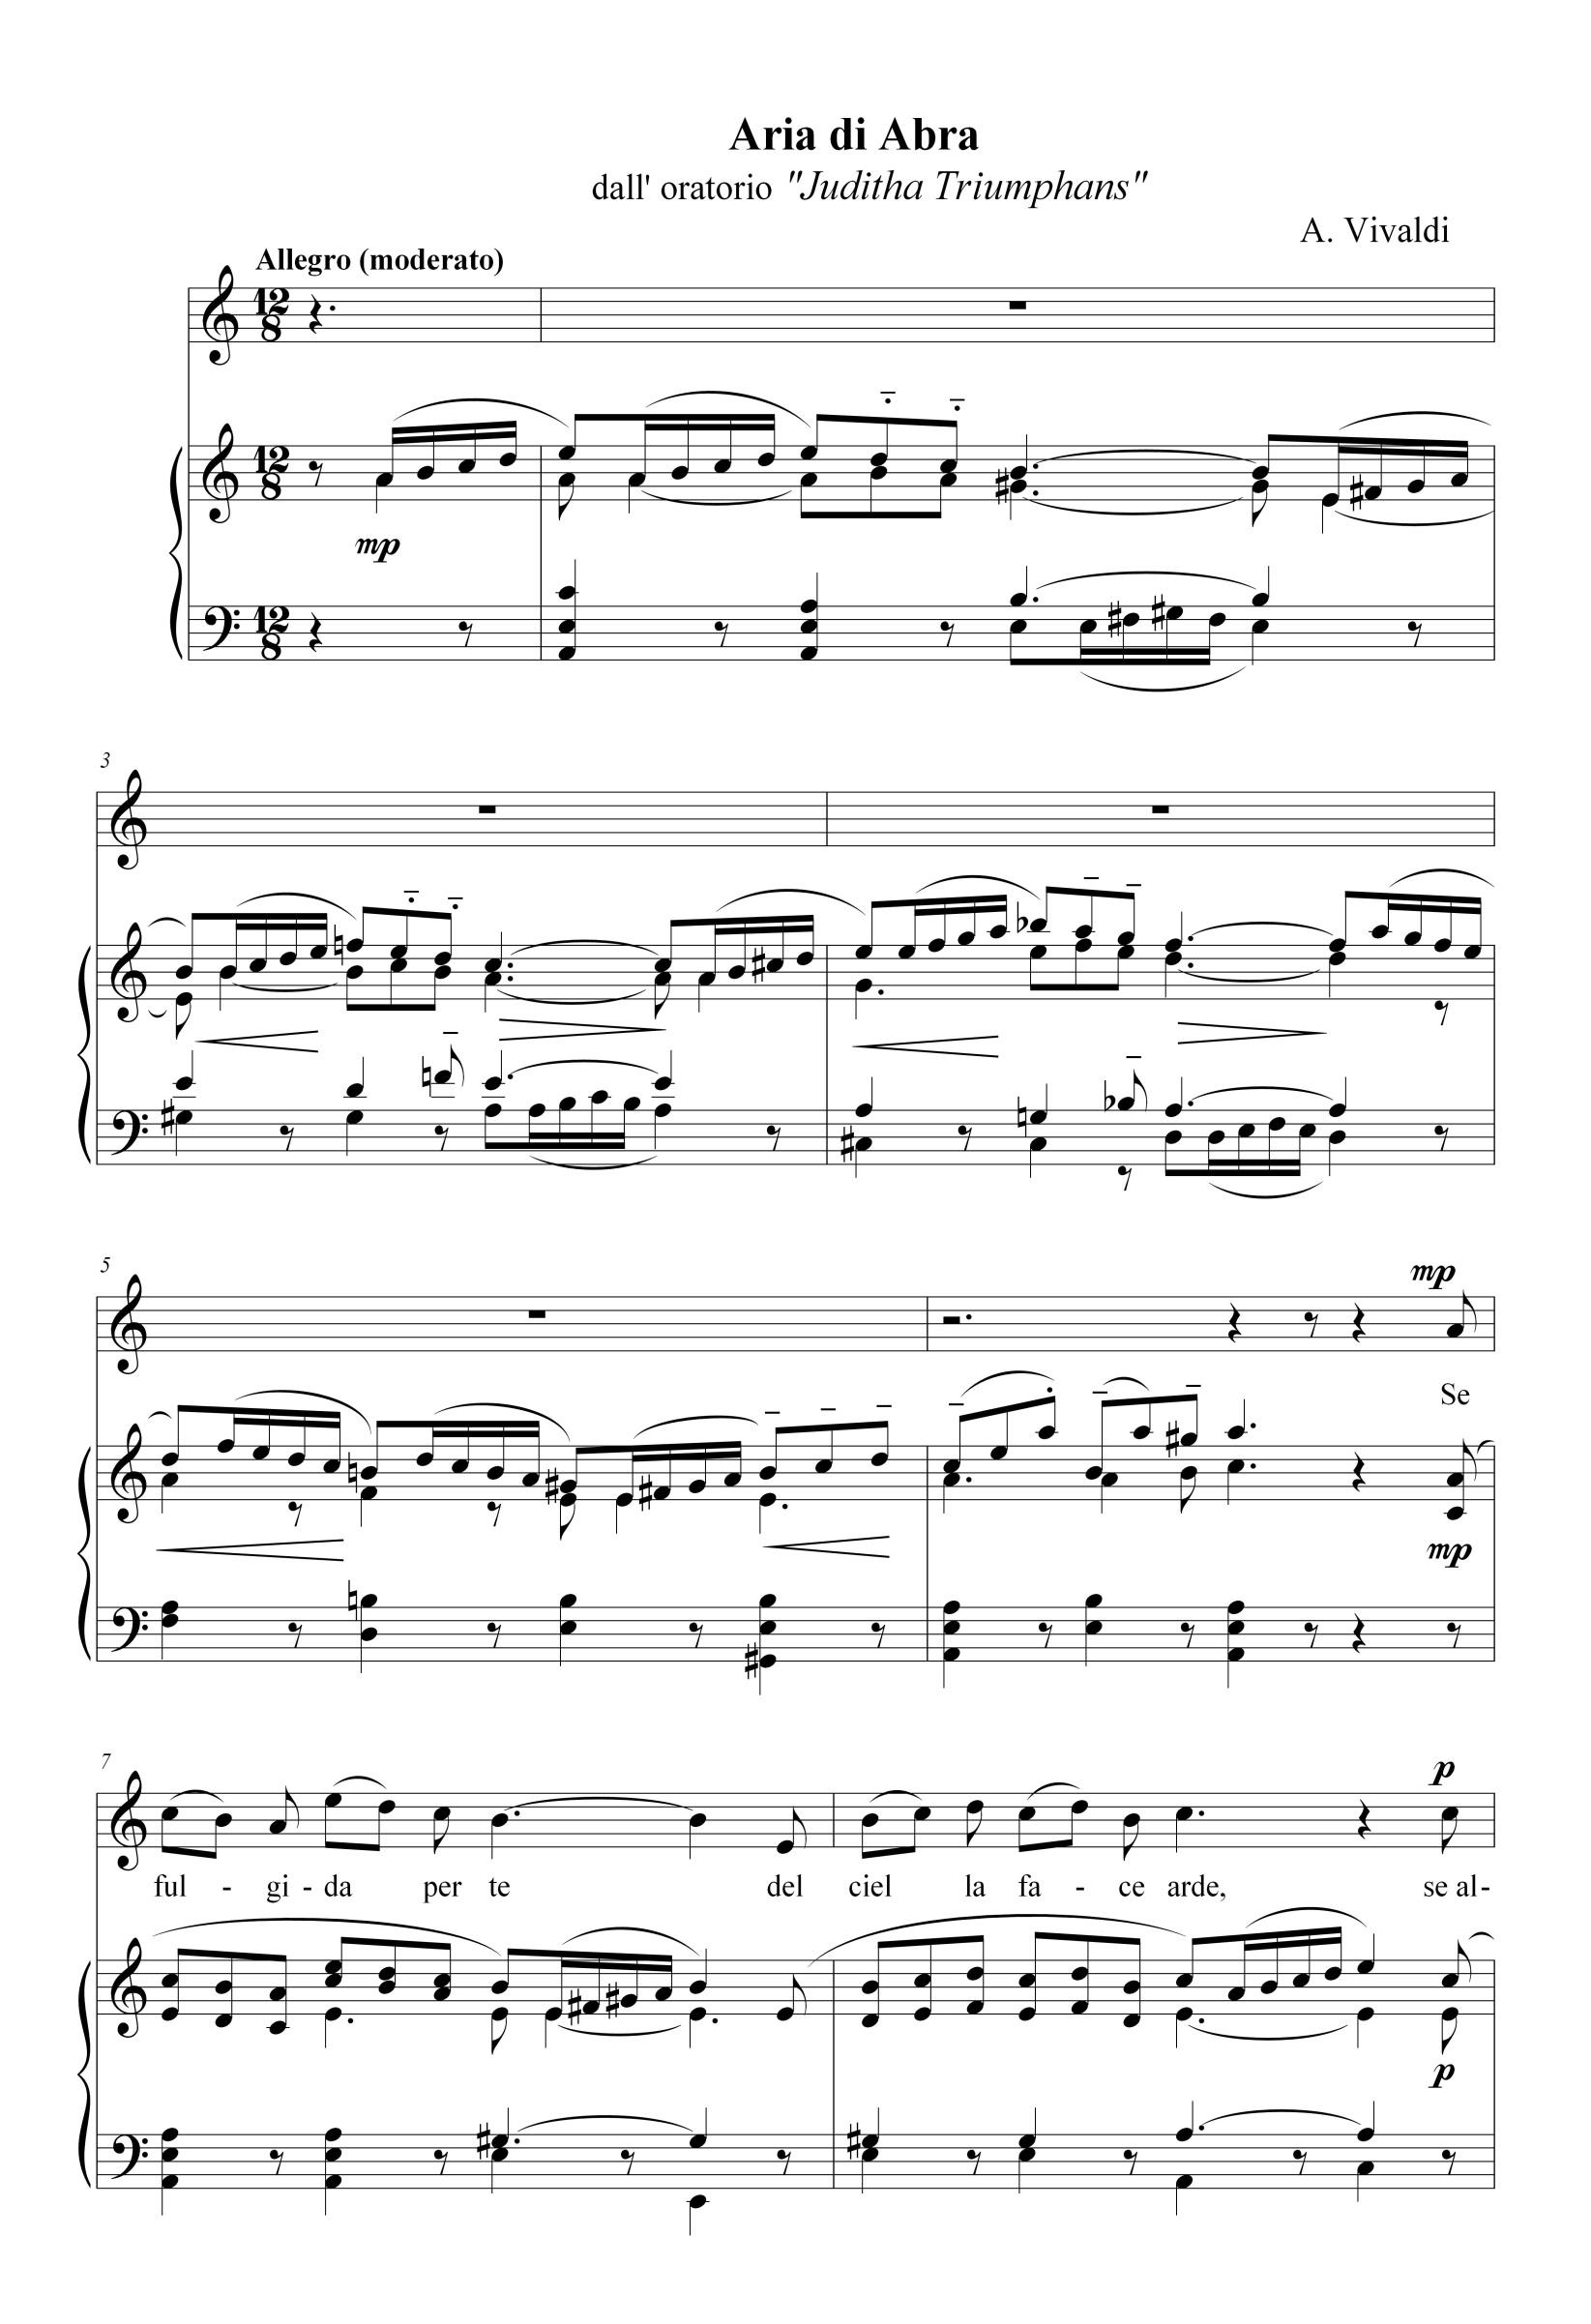 Aria di Abra
dall' oratorio "Juditha Triumphans"
A. Vivaldi
Allegro (moderato)
12
8
12
8
mp
12
8
3
5
mp
Se
mp
7
p
ful - gi - da per te del ciel la fa - ce arde, se al-
p